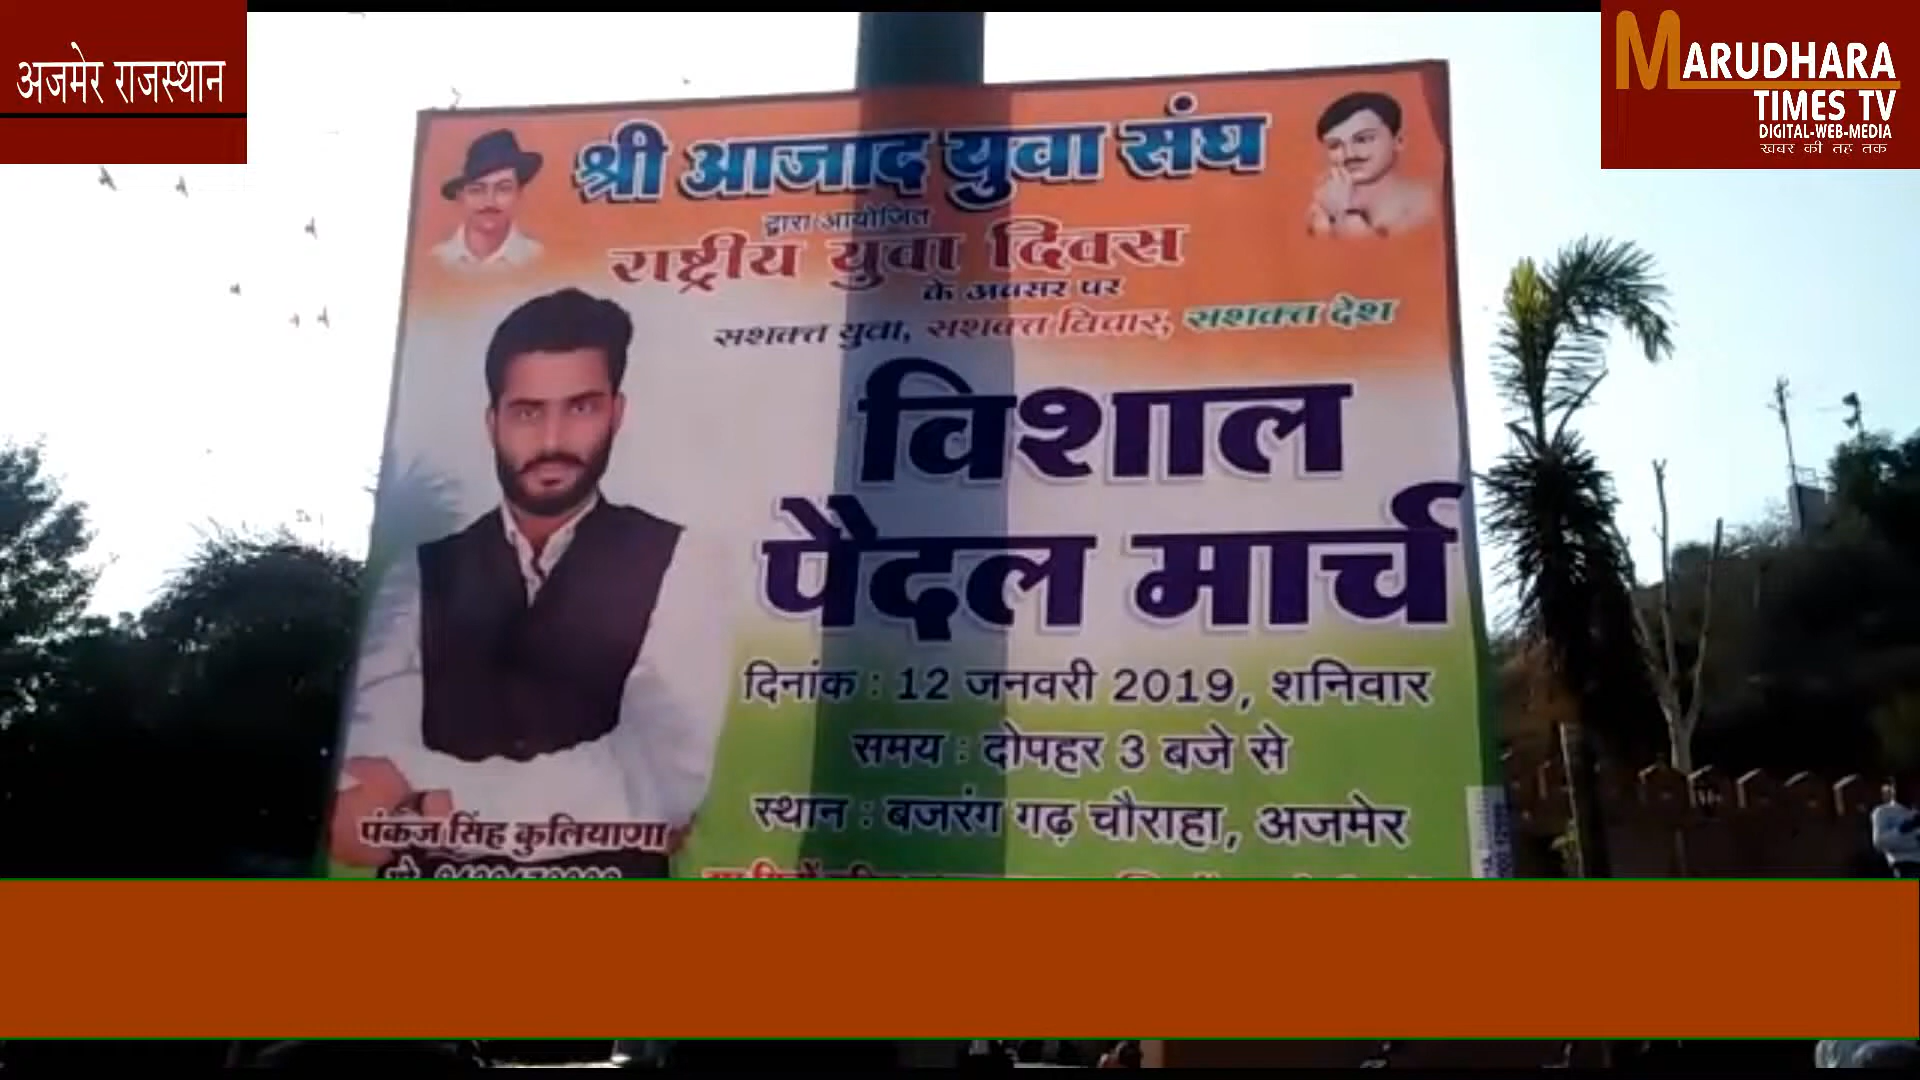 अजमेर राजस्थान
MARUDHARA
TIMES TV
DIGITAL-WEB-MEDIA
खबर की तह तक
श्री आजाद युवा संघ
द्वारा आयोजित
राष्ट्रीय युवा दिवस
के अवसर पर
सशक्त युवा, सशक्त विचार, सशक्त देश
विशाल
पैदल मार्च
दिनांक : 12 जनवरी 2019, शनिवार
समय : दोपहर 3 बजे से
स्थान : बजरंग गढ़ चौराहा, अजमेर
पंकज सिंह कुलियाणा